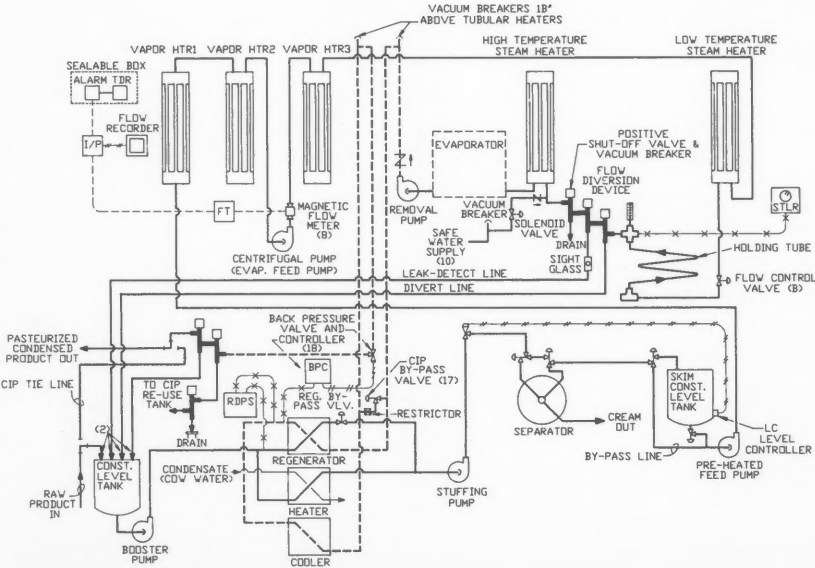 VACUUM BREAKERS 18"
ABOVE TUBULAR HEATERS
VAPOR HTR1
VAPOR HTR2
VAPOR HTR3
HIGH TEMPERATURE
STEAM HEATER
LOW TEMPERATURE
STEAM HEATER
SEALABLE BOX
ALARM TDR
FLOW
RECORDER
I/P
FT
MAGNETIC
FLOW
METER
(8)
CENTRIFUGAL PUMP
(EVAP. FEED PUMP)
EVAPORATOR
REMOVAL
PUMP
VACUUM
BREAKER
SAFE
WATER
SUPPLY
(10)
SOLENOID
VALVE
DRAIN
SIGHT
GLASS
POSITIVE
SHUT-OFF VALVE &
VACUUM BREAKER
FLOW
DIVERSION
DEVICE
STLR
HOLDING TUBE
FLOW CONTROL
VALVE (8)
LEAK-DETECT LINE
DIVERT LINE
BACK PRESSURE
VALVE AND
CONTROLLER
(18)
PASTEURIZED
CONDENSED
PRODUCT OUT
CIP TIE LINE
TO CIP
RE-USE
TANK
DRAIN
(2)
RDPS
BPC
REG. BY-
PASS VLV.
CIP
BY-PASS
VALVE (17)
RESTRICTOR
CONST.
LEVEL
TANK
RAW
PRODUCT
IN
BOOSTER
PUMP
CONDENSATE
(COW WATER)
REGENERATOR
HEATER
COOLER
STUFFING
PUMP
SEPARATOR
CREAM
OUT
SKIM
CONST.
LEVEL
TANK
LC
LEVEL
CONTROLLER
BY-PASS LINE
PRE-HEATED
FEED PUMP